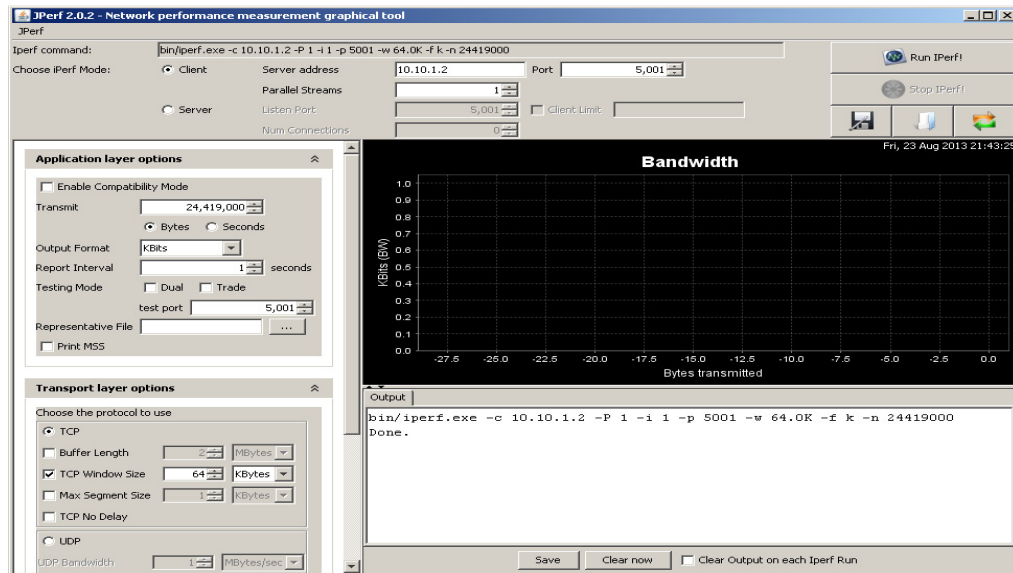 JPerf 2.0.2 - Network performance measurement graphical tool
JPerf
Iperf command: bin/iperf.exe -c 10.10.1.2 -P 1 -i 1 -p 5001 -w 64.0K -f k -n 24419000
Choose iPerf Mode: Client Server address 10.10.1.2 Port 5,001
Parallel Streams 1
Server Listen Port 5,001 Client Limit
Num Connections 0
Run IPerf!
Stop IPerf!
Application layer options
Enable Compatibility Mode
Transmit 24,419,000
Bytes Seconds
Output Format KBits
Report Interval 1 seconds
Testing Mode Dual Trade
test port 5,001
Representative File ...
Print MSS
Transport layer options
Choose the protocol to use
TCP
Buffer Length 2 MBytes
TCP Window Size 64 KBytes
Max Segment Size 1 KBytes
TCP No Delay
UDP
UDP Bandwidth 1 MBytes/sec
Fri, 23 Aug 2013 21:43:25
Bandwidth
KBits (BW)
1.0
0.9
0.8
0.7
0.6
0.5
0.4
0.3
0.2
0.1
0.0
-27.5 -25.0 -22.5 -20.0 -17.5 -15.0 -12.5 -10.0 -7.5 -5.0 -2.5 0.0
Bytes transmitted
Output
bin/iperf.exe -c 10.10.1.2 -P 1 -i 1 -p 5001 -w 64.0K -f k -n 24419000
Done.
Save Clear now Clear Output on each Iperf Run